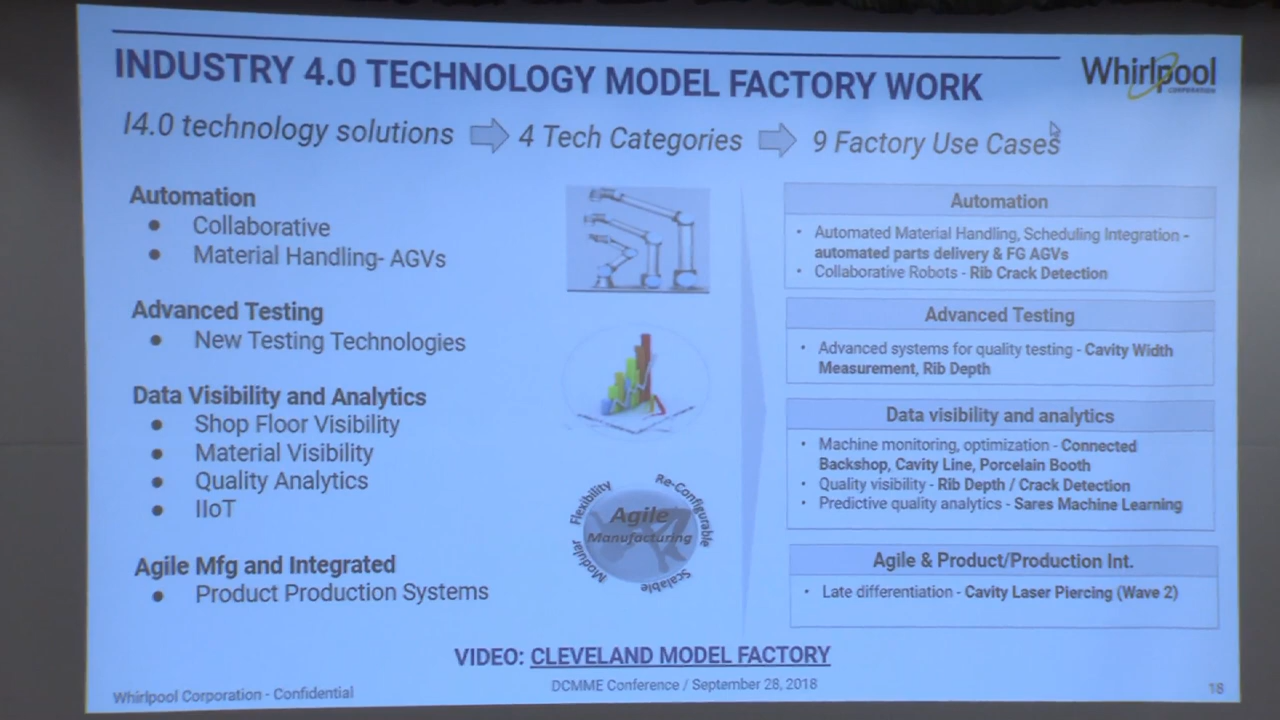 INDUSTRY 4.0 TECHNOLOGY MODEL FACTORY WORK
Whirlpool
CORPORATION
I4.0 technology solutions
4 Tech Categories
9 Factory Use Cases
Automation
• Collaborative
• Material Handling- AGVs
Advanced Testing
• New Testing Technologies
Data Visibility and Analytics
• Shop Floor Visibility
• Material Visibility
• Quality Analytics
• IIoT
Agile Mfg and Integrated
• Product Production Systems
Flexibility
Re-Configurable
Agile
Manufacturing
Modular
Scalable
Automation
• Automated Material Handling, Scheduling Integration -
automated parts delivery & FG AGVs
• Collaborative Robots - Rib Crack Detection
Advanced Testing
• Advanced systems for quality testing - Cavity Width
Measurement, Rib Depth
Data visibility and analytics
• Machine monitoring, optimization - Connected
Backshop, Cavity Line, Porcelain Booth
• Quality visibility - Rib Depth / Crack Detection
• Predictive quality analytics - Sares Machine Learning
Agile & Product/Production Int.
• Late differentiation - Cavity Laser Piercing (Wave 2)
VIDEO: CLEVELAND MODEL FACTORY
Whirlpool Corporation - Confidential
DCMME Conference / September 28, 2018
18